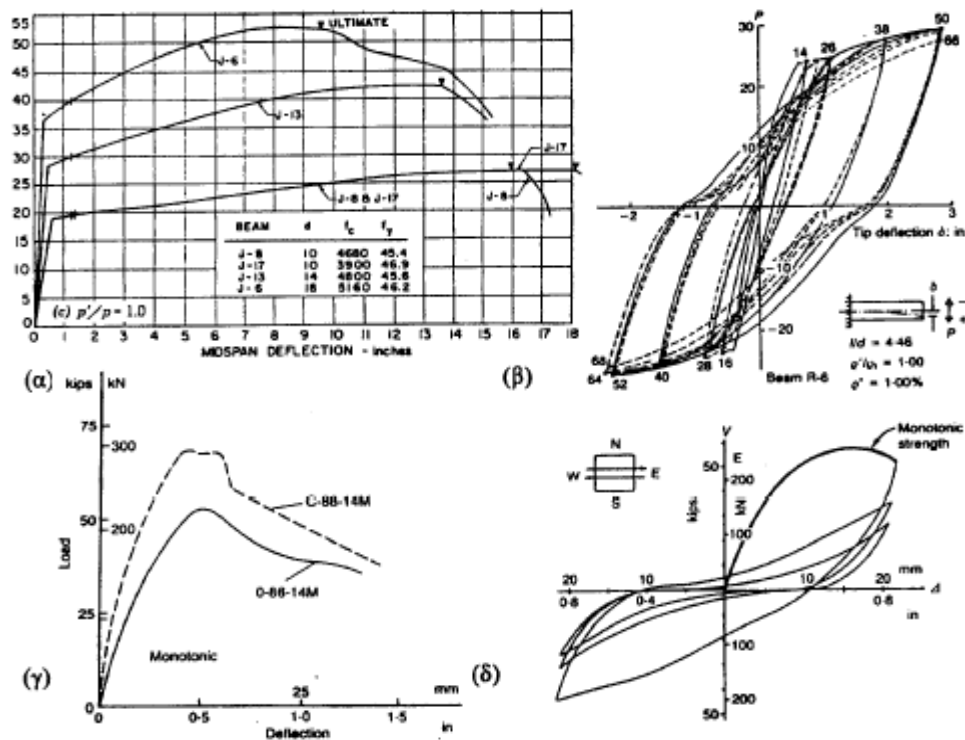 55
50
45
40
35
30
25
20
15
10
5
0
ULTIMATE
J-6
J-13
J-17
J-8
J-8 & J-17
BEAM d f'c fy
J-8 10 4680 45.4
J-17 10 3900 46.9
J-13 14 4800 45.6
J-6 18 5160 46.2
(c) p'/p = 1.0
0 1 2 3 4 5 6 7 8 9 10 11 12 13 14 15 16 17 18
MIDSPAN DEFLECTION - inches
(α)
P
30
20
10
14 26 38 50
66
-2 -1 1 2 3
Tip deflection δ: in
-10
-20
68
64 52 40 28 16
δ
P
l/d = 4·46
ϱ" = 1·00%
Beam R-6
(β)
kips kN
75
300
50
200
25
0
Load
C-88-14M
0-86-14M
Monotonic
25 mm
0·5 1·0 1·5 in
Deflection
(γ)
N
W E
S
V
E
Monotonic strength
50
200
kips
kN
100
mm
20 10 10 20 Δ
0·8 0·4 0·8
in
100
200
50
(δ)